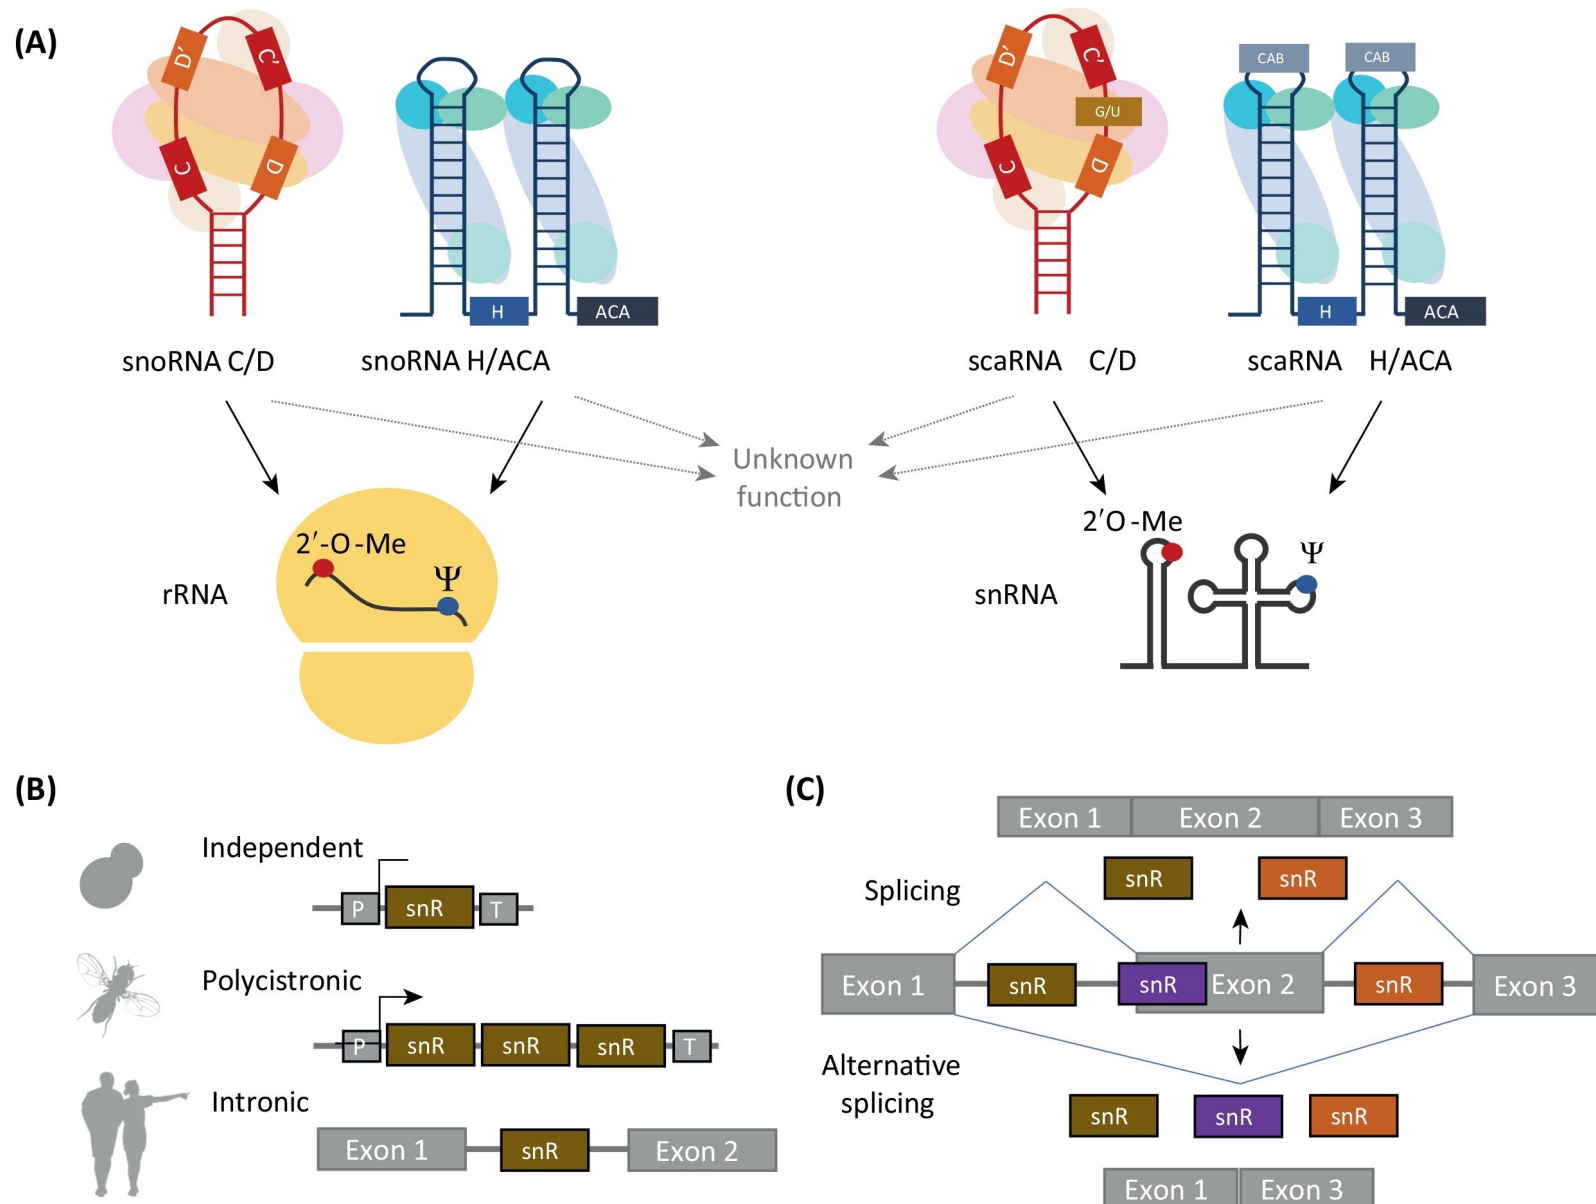 (A)
D′ C′ C D
H ACA
D′ C′ G/U C D
CAB CAB
H ACA
snoRNA C/D snoRNA H/ACA scaRNA C/D scaRNA H/ACA
Unknown
function
2′-O-Me
Ψ
rRNA
2′O-Me
Ψ
snRNA
(B)
Independent
P snR T
Polycistronic
P snR snR snR T
Intronic
Exon 1 snR Exon 2
(C)
Exon 1 Exon 2 Exon 3
snR snR
Splicing
Exon 1 snR snR Exon 2 snR Exon 3
Alternative
splicing
snR snR snR
Exon 1 Exon 3